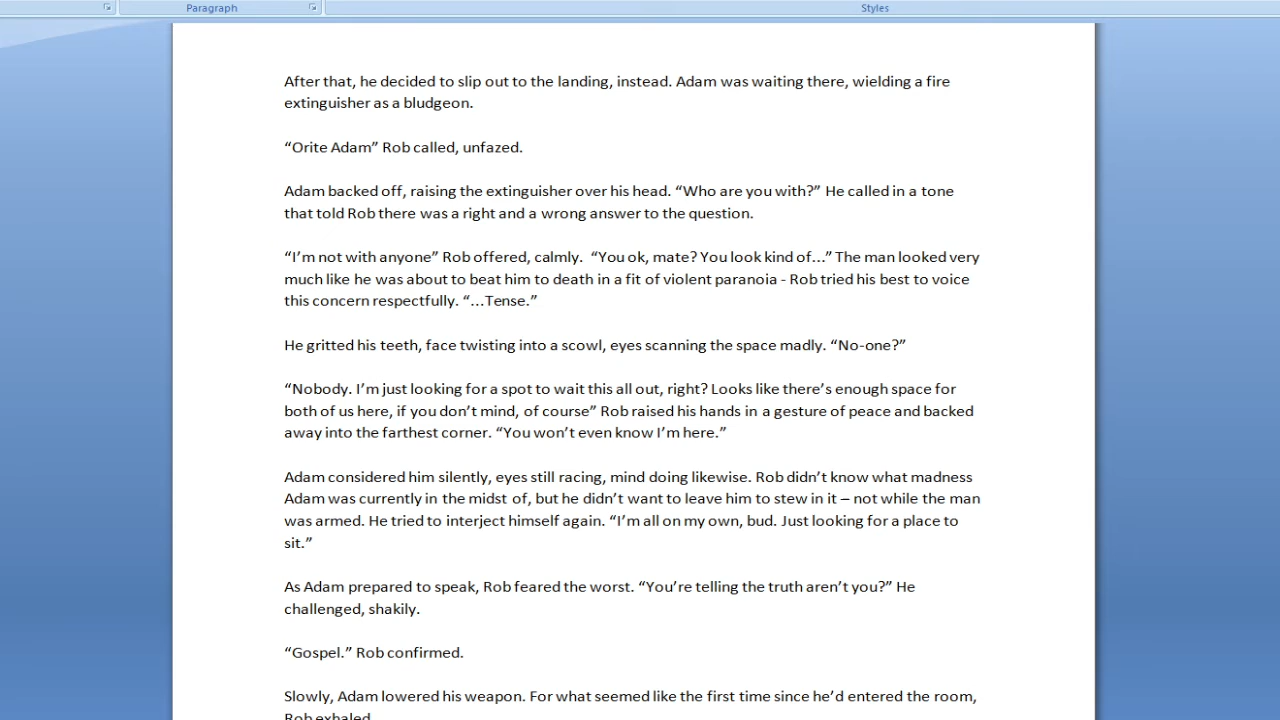 Paragraph
Styles
After that, he decided to slip out to the landing, instead. Adam was waiting there, wielding a fire
extinguisher as a bludgeon.
“Orite Adam” Rob called, unfazed.
Adam backed off, raising the extinguisher over his head. “Who are you with?” He called in a tone
that told Rob there was a right and a wrong answer to the question.
“I’m not with anyone” Rob offered, calmly.  “You ok, mate? You look kind of…” The man looked very
much like he was about to beat him to death in a fit of violent paranoia - Rob tried his best to voice
this concern respectfully. “…Tense.”
He gritted his teeth, face twisting into a scowl, eyes scanning the space madly. “No-one?”
“Nobody. I’m just looking for a spot to wait this all out, right? Looks like there’s enough space for
both of us here, if you don’t mind, of course” Rob raised his hands in a gesture of peace and backed
away into the farthest corner. “You won’t even know I’m here.”
Adam considered him silently, eyes still racing, mind doing likewise. Rob didn’t know what madness
Adam was currently in the midst of, but he didn’t want to leave him to stew in it – not while the man
was armed. He tried to interject himself again. “I’m all on my own, bud. Just looking for a place to
sit.”
As Adam prepared to speak, Rob feared the worst. “You’re telling the truth aren’t you?” He
challenged, shakily.
“Gospel.” Rob confirmed.
Slowly, Adam lowered his weapon. For what seemed like the first time since he’d entered the room,
Rob exhaled.